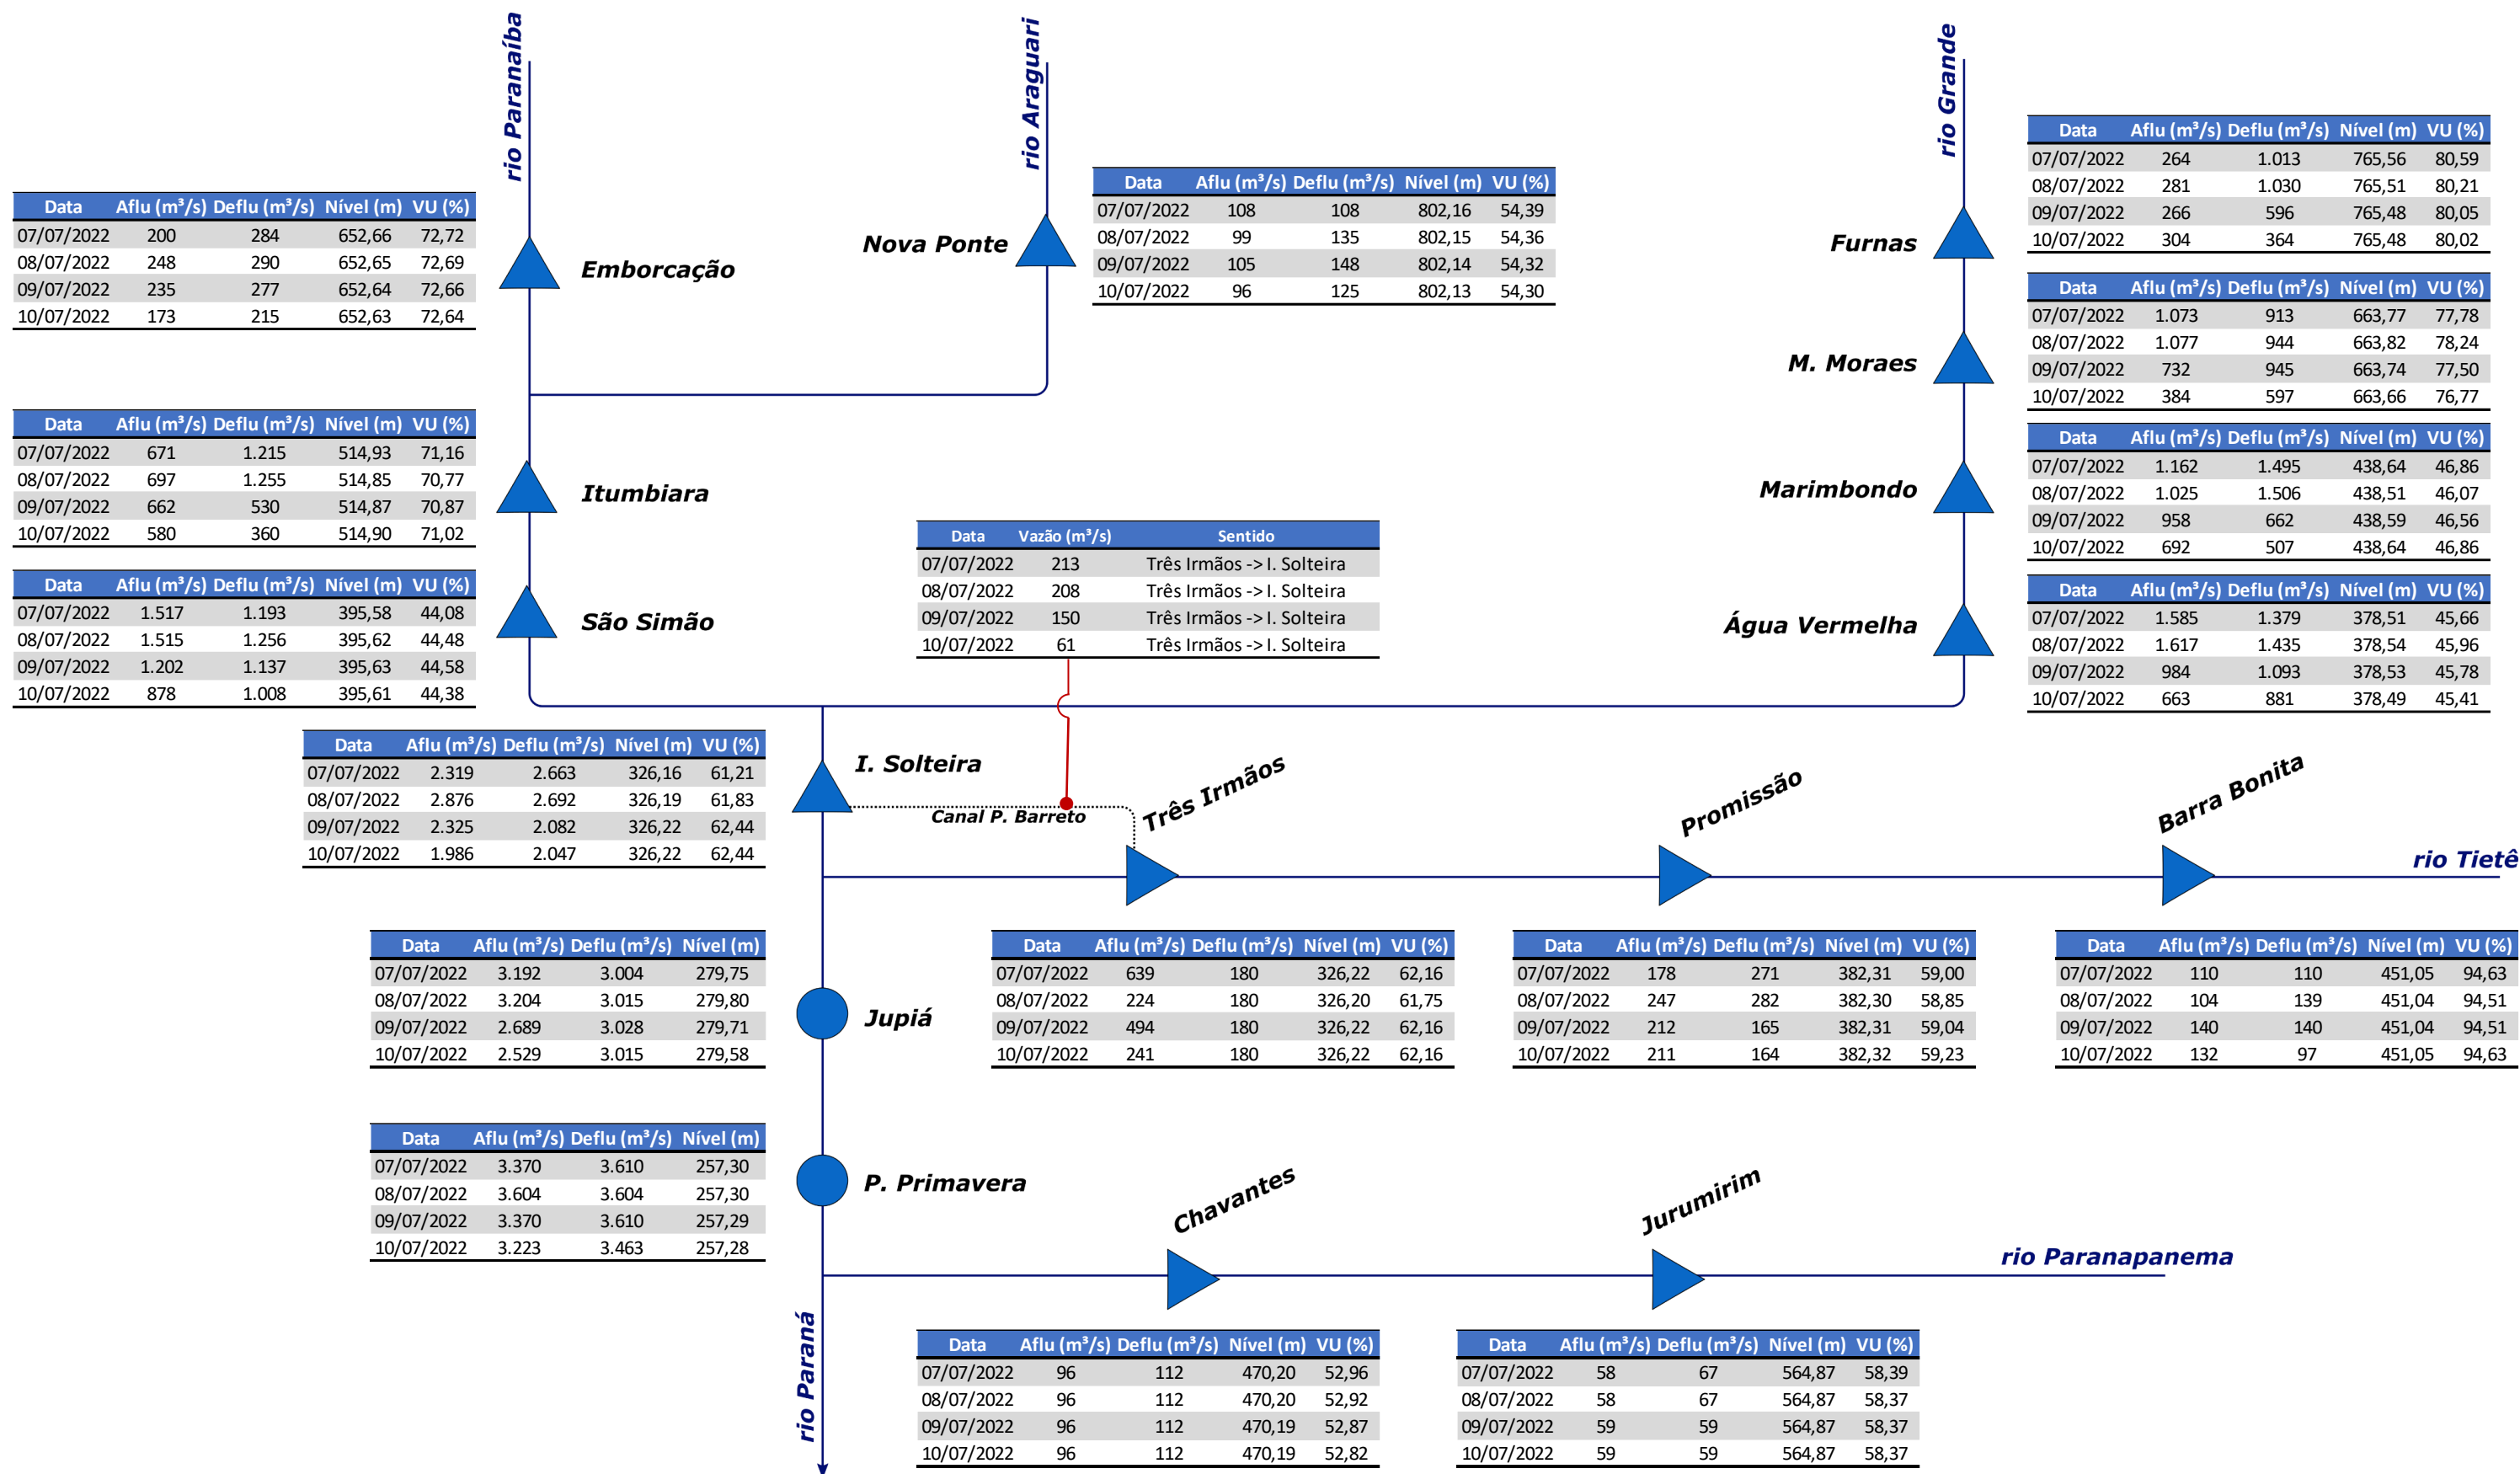 rio Paranaíba
rio Araguari
rio Grande
Data Aflu (m³/s) Deflu (m³/s) Nível (m) VU (%)
07/07/2022 200 284 652,66 72,72
08/07/2022 248 290 652,65 72,69
09/07/2022 235 277 652,64 72,66
10/07/2022 173 215 652,63 72,64
Emborcação
Nova Ponte
Data Aflu (m³/s) Deflu (m³/s) Nível (m) VU (%)
07/07/2022 108 108 802,16 54,39
08/07/2022 99 135 802,15 54,36
09/07/2022 105 148 802,14 54,32
10/07/2022 96 125 802,13 54,30
Furnas
Data Aflu (m³/s) Deflu (m³/s) Nível (m) VU (%)
07/07/2022 264 1.013 765,56 80,59
08/07/2022 281 1.030 765,51 80,21
09/07/2022 266 596 765,48 80,05
10/07/2022 304 364 765,48 80,02
M. Moraes
Data Aflu (m³/s) Deflu (m³/s) Nível (m) VU (%)
07/07/2022 1.073 913 663,77 77,78
08/07/2022 1.077 944 663,82 78,24
09/07/2022 732 945 663,74 77,50
10/07/2022 384 597 663,66 76,77
Data Aflu (m³/s) Deflu (m³/s) Nível (m) VU (%)
07/07/2022 671 1.215 514,93 71,16
08/07/2022 697 1.255 514,85 70,77
09/07/2022 662 530 514,87 70,87
10/07/2022 580 360 514,90 71,02
Itumbiara
Marimbondo
Data Aflu (m³/s) Deflu (m³/s) Nível (m) VU (%)
07/07/2022 1.162 1.495 438,64 46,86
08/07/2022 1.025 1.506 438,51 46,07
09/07/2022 958 662 438,59 46,56
10/07/2022 692 507 438,64 46,86
Data Aflu (m³/s) Deflu (m³/s) Nível (m) VU (%)
07/07/2022 1.517 1.193 395,58 44,08
08/07/2022 1.515 1.256 395,62 44,48
09/07/2022 1.202 1.137 395,63 44,58
10/07/2022 878 1.008 395,61 44,38
São Simão
Data Vazão (m³/s) Sentido
07/07/2022 213 Três Irmãos -> I. Solteira
08/07/2022 208 Três Irmãos -> I. Solteira
09/07/2022 150 Três Irmãos -> I. Solteira
10/07/2022 61 Três Irmãos -> I. Solteira
Água Vermelha
Data Aflu (m³/s) Deflu (m³/s) Nível (m) VU (%)
07/07/2022 1.585 1.379 378,51 45,66
08/07/2022 1.617 1.435 378,54 45,96
09/07/2022 984 1.093 378,53 45,78
10/07/2022 663 881 378,49 45,41
Data Aflu (m³/s) Deflu (m³/s) Nível (m) VU (%)
07/07/2022 2.319 2.663 326,16 61,21
08/07/2022 2.876 2.692 326,19 61,83
09/07/2022 2.325 2.082 326,22 62,44
10/07/2022 1.986 2.047 326,22 62,44
I. Solteira
Canal P. Barreto
Três Irmãos
Promissão
Barra Bonita
rio Tietê
Data Aflu (m³/s) Deflu (m³/s) Nível (m)
07/07/2022 3.192 3.004 279,75
08/07/2022 3.204 3.015 279,80
09/07/2022 2.689 3.028 279,71
10/07/2022 2.529 3.015 279,58
Jupiá
Data Aflu (m³/s) Deflu (m³/s) Nível (m) VU (%)
07/07/2022 639 180 326,22 62,16
08/07/2022 224 180 326,20 61,75
09/07/2022 494 180 326,22 62,16
10/07/2022 241 180 326,22 62,16
Data Aflu (m³/s) Deflu (m³/s) Nível (m) VU (%)
07/07/2022 178 271 382,31 59,00
08/07/2022 247 282 382,30 58,85
09/07/2022 212 165 382,31 59,04
10/07/2022 211 164 382,32 59,23
Data Aflu (m³/s) Deflu (m³/s) Nível (m) VU (%)
07/07/2022 110 110 451,05 94,63
08/07/2022 104 139 451,04 94,51
09/07/2022 140 140 451,04 94,51
10/07/2022 132 97 451,05 94,63
Data Aflu (m³/s) Deflu (m³/s) Nível (m)
07/07/2022 3.370 3.610 257,30
08/07/2022 3.604 3.604 257,30
09/07/2022 3.370 3.610 257,29
10/07/2022 3.223 3.463 257,28
P. Primavera
Chavantes
Jurumirim
rio Paranapanema
rio Paraná
Data Aflu (m³/s) Deflu (m³/s) Nível (m) VU (%)
07/07/2022 96 112 470,20 52,96
08/07/2022 96 112 470,20 52,92
09/07/2022 96 112 470,19 52,87
10/07/2022 96 112 470,19 52,82
Data Aflu (m³/s) Deflu (m³/s) Nível (m) VU (%)
07/07/2022 58 67 564,87 58,39
08/07/2022 58 67 564,87 58,37
09/07/2022 59 59 564,87 58,37
10/07/2022 59 59 564,87 58,37